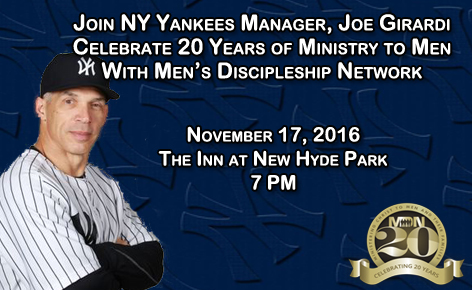 Join NY Yankees Manager, Joe Girardi
Celebrate 20 Years of Ministry to Men
With Men's Discipleship Network
November 17, 2016
The Inn at New Hyde Park
7 PM
NY
MDN
20
CELEBRATING 20 YEARS